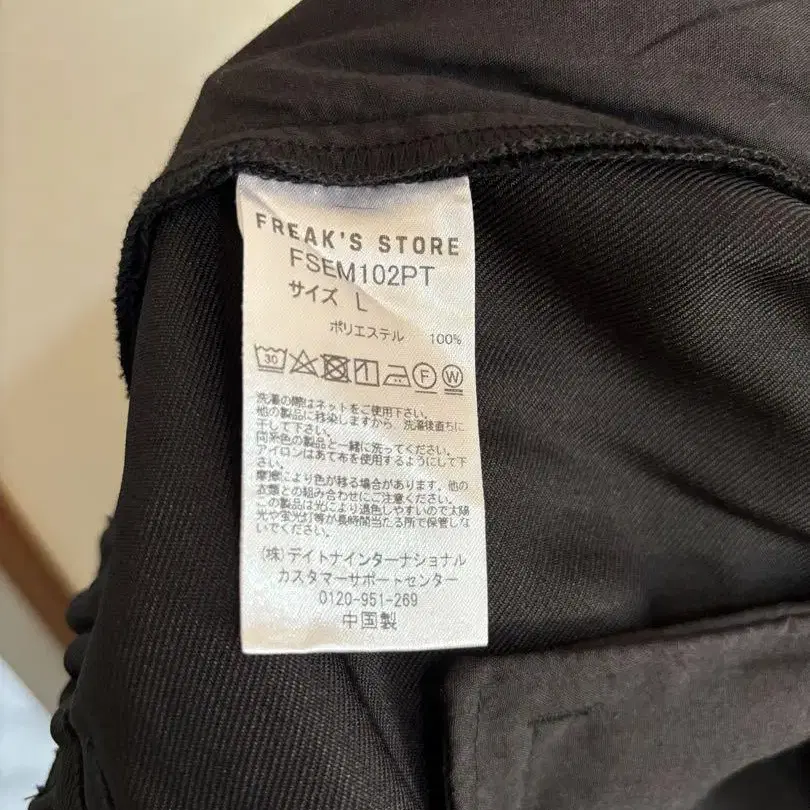 FREAK'S STORE
FSEM102PT
サイズ L
ポリエステル 100%
30 F W
洗濯の際はネットをご使用下さい。
他の製品に移染しますから、洗濯後直ちに
干して下さい。
同系色の製品と一緒に洗ってください。
アイロンはあて布を使用するようにして下
さい。
摩擦により色が移る場合があります、他の
衣類との組み合わせにご注意ください。
この製品は光により退色しやすいので太陽
光や蛍光灯等が長時間当たる所で保管しな
いでください。
(株)デイトナインターナショナル
カスタマーサポートセンター
0120-951-269
中国製